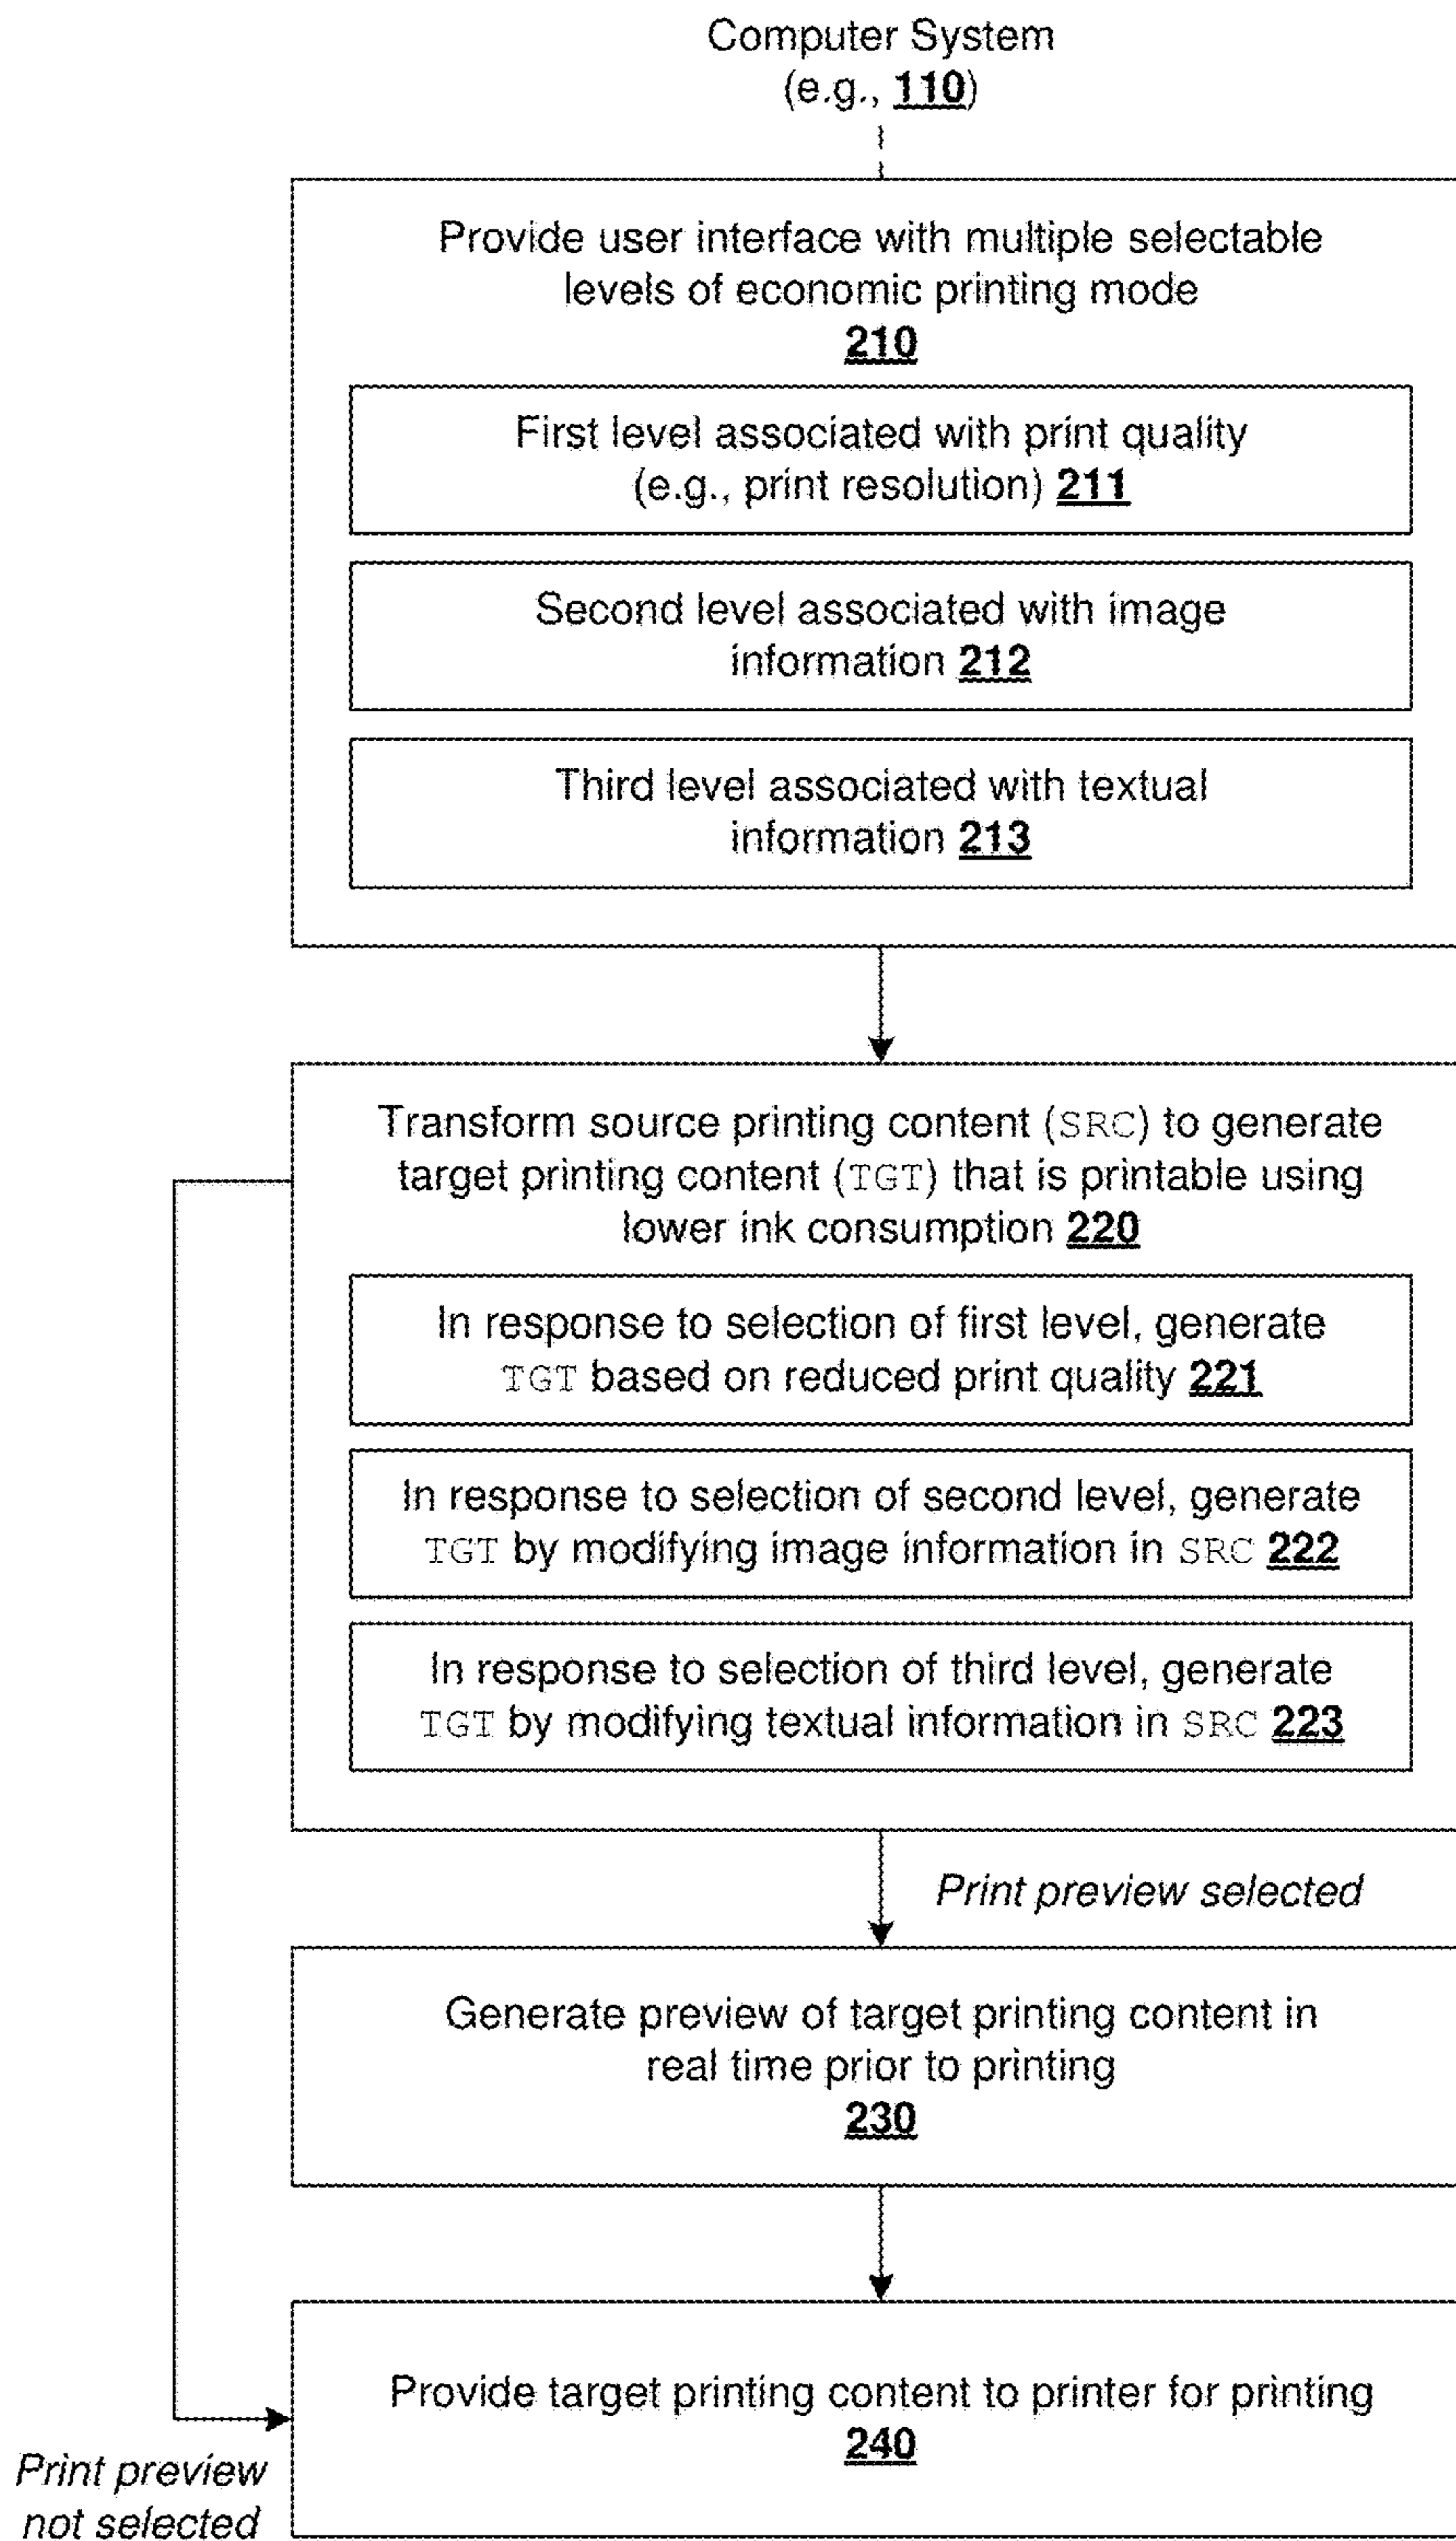 Computer System
(e.g., 110)
Provide user interface with multiple selectable
levels of economic printing mode
210
First level associated with print quality
(e.g., print resolution) 211
Second level associated with image
information 212
Third level associated with textual
information 213
Transform source printing content (SRC) to generate
target printing content (TGT) that is printable using
lower ink consumption 220
In response to selection of first level, generate
TGT based on reduced print quality 221
In response to selection of second level, generate
TGT by modifying image information in SRC 222
In response to selection of third level, generate
TGT by modifying textual information in SRC 223
Print preview selected
Generate preview of target printing content in
real time prior to printing
230
Provide target printing content to printer for printing
240
Print preview
not selected